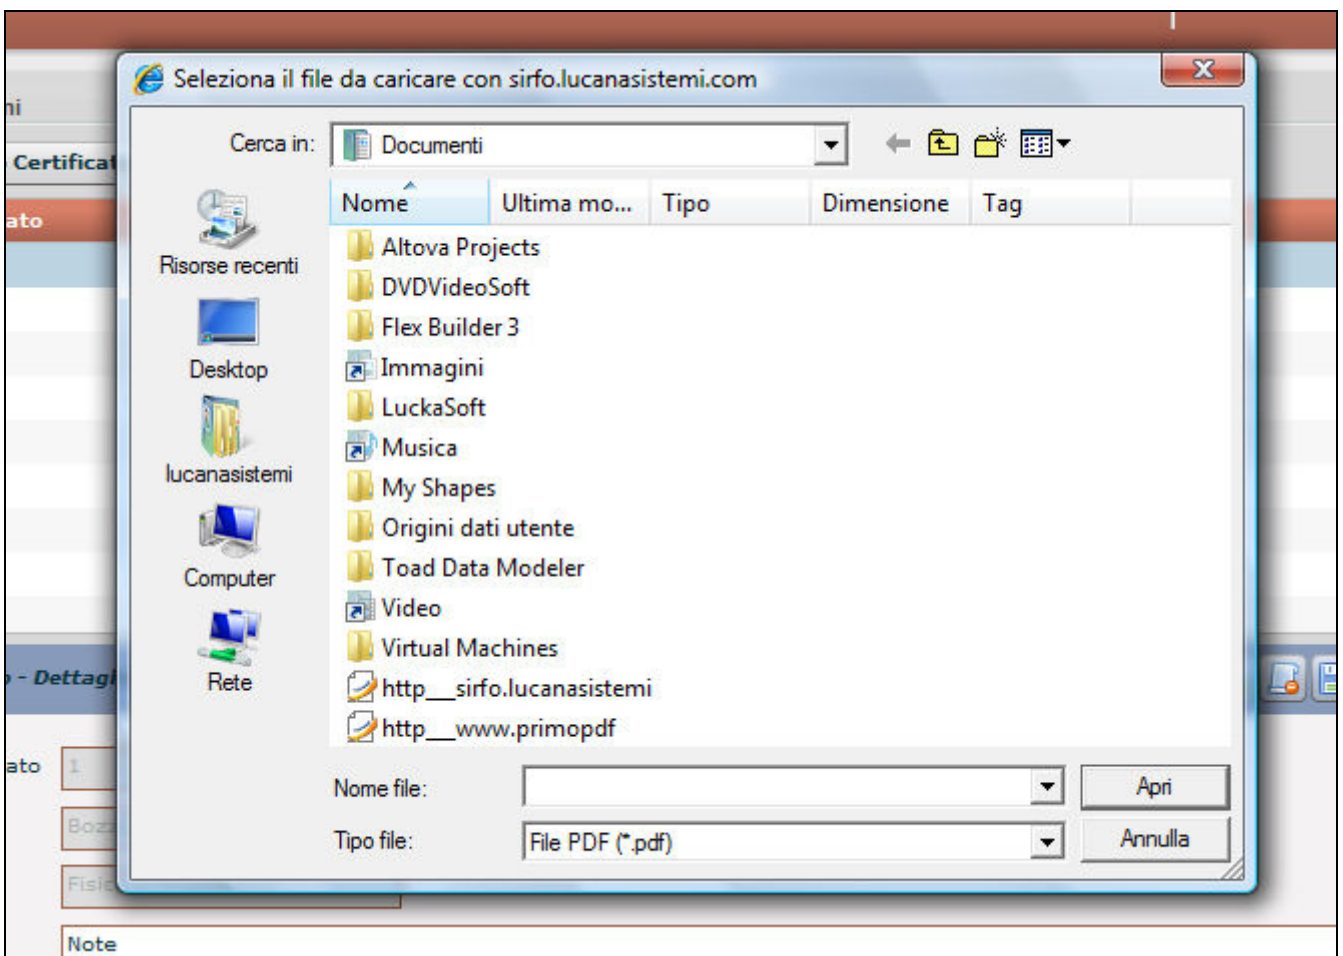 Seleziona il file da caricare con sirfo.lucanasistemi.com
Cerca in: Documenti
Certificat
ato
Nome Ultima mo... Tipo Dimensione Tag
Risorse recenti
Desktop
lucanasistemi
Computer
Rete
Altova Projects
DVDVideoSoft
Flex Builder 3
Immagini
LuckaSoft
Musica
My Shapes
Origini dati utente
Toad Data Modeler
Video
Virtual Machines
http__sirfo.lucanasistemi
http__www.primopdf
- Dettagl
Nome file: Apri
Tipo file: File PDF (*.pdf) Annulla
ato 1
Bozz
Fisic
Note